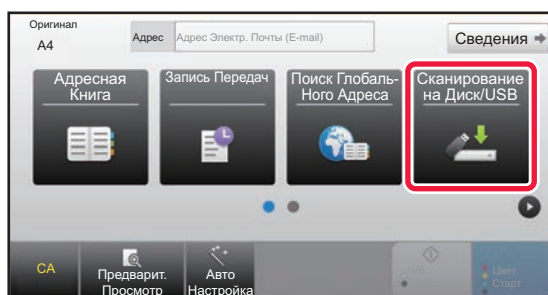 Оригинал
A4
Адрес
Адрес Электр. Почты (E-mail)
Сведения
Адресная
Книга
Запись Передач
Поиск Глобаль-
Ного Адреса
Сканирование
на Диск/USB
CA
Предварит.
Просмотр
Авто
Настройка
Ч/Б
Старт
Цвет
Старт